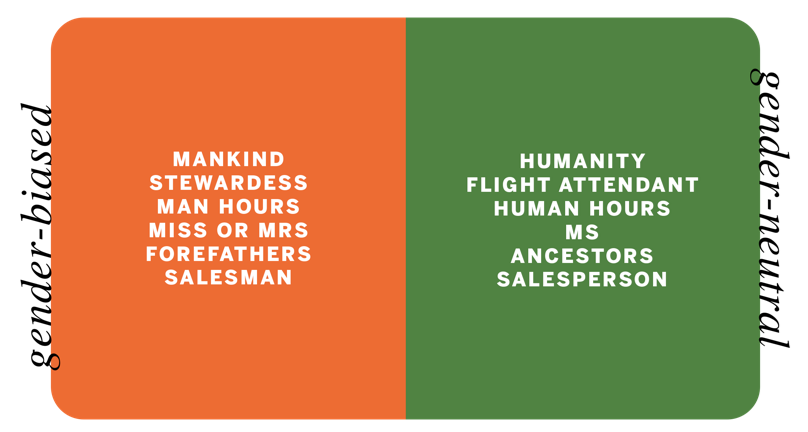 gender-biased
MANKIND
STEWARDESS
MAN HOURS
MISS OR MRS
FOREFATHERS
SALESMAN
HUMANITY
FLIGHT ATTENDANT
HUMAN HOURS
MS
ANCESTORS
SALESPERSON
gender-neutral